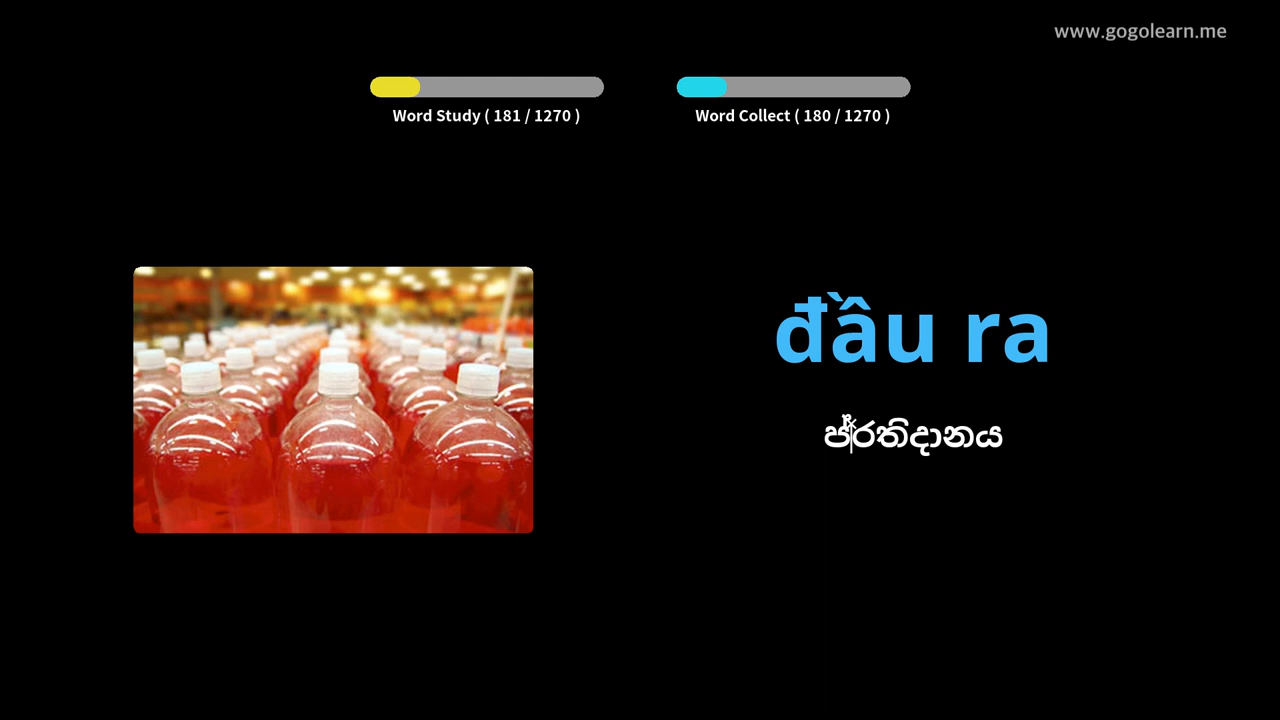 www.gogolearn.me
Word Study ( 181 / 1270 )
Word Collect ( 180 / 1270 )
đầu ra
ප්‍රතිදානය